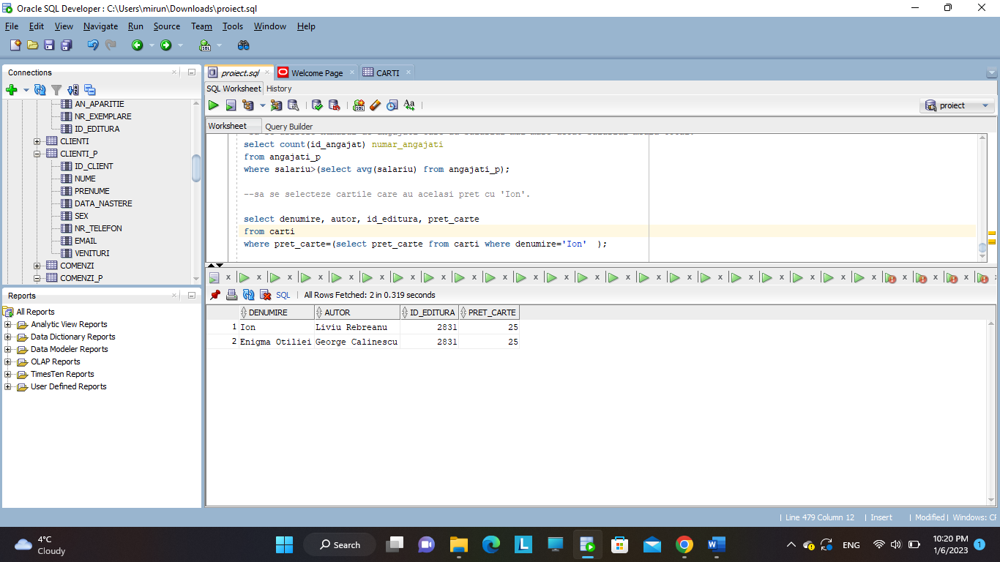 Oracle SQL Developer : C:\Users\mirun\Downloads\proiect.sql
File Edit View Navigate Run Source Team Tools Window Help
Connections
AN_APARITIE
NR_EXEMPLARE
ID_EDITURA
CLIENTI
CLIENTI_P
ID_CLIENT
NUME
PRENUME
DATA_NASTERE
SEX
NR_TELEFON
EMAIL
VENITURI
COMENZI
COMENZI_P
Reports
All Reports
Analytic View Reports
Data Dictionary Reports
Data Modeler Reports
OLAP Reports
TimesTen Reports
User Defined Reports
proiect.sql Welcome Page CARTI
SQL Worksheet History
proiect
Worksheet Query Builder
select count(id_angajat) numar_angajati
from angajati_p
where salariu>(select avg(salariu) from angajati_p);
--sa se selecteze cartile care au acelasi pret cu 'Ion'.
select denumire, autor, id_editura, pret_carte
from carti
where pret_carte=(select pret_carte from carti where denumire='Ion' );
SQL | All Rows Fetched: 2 in 0.319 seconds
DENUMIRE AUTOR ID_EDITURA PRET_CARTE
1 Ion Liviu Rebreanu 2831 25
2 Enigma Otiliei George Calinescu 2831 25
| Line 479 Column 12 | Insert | Modified | Windows: CF
4°C
Cloudy
Search
ENG
10:20 PM
1/6/2023
1